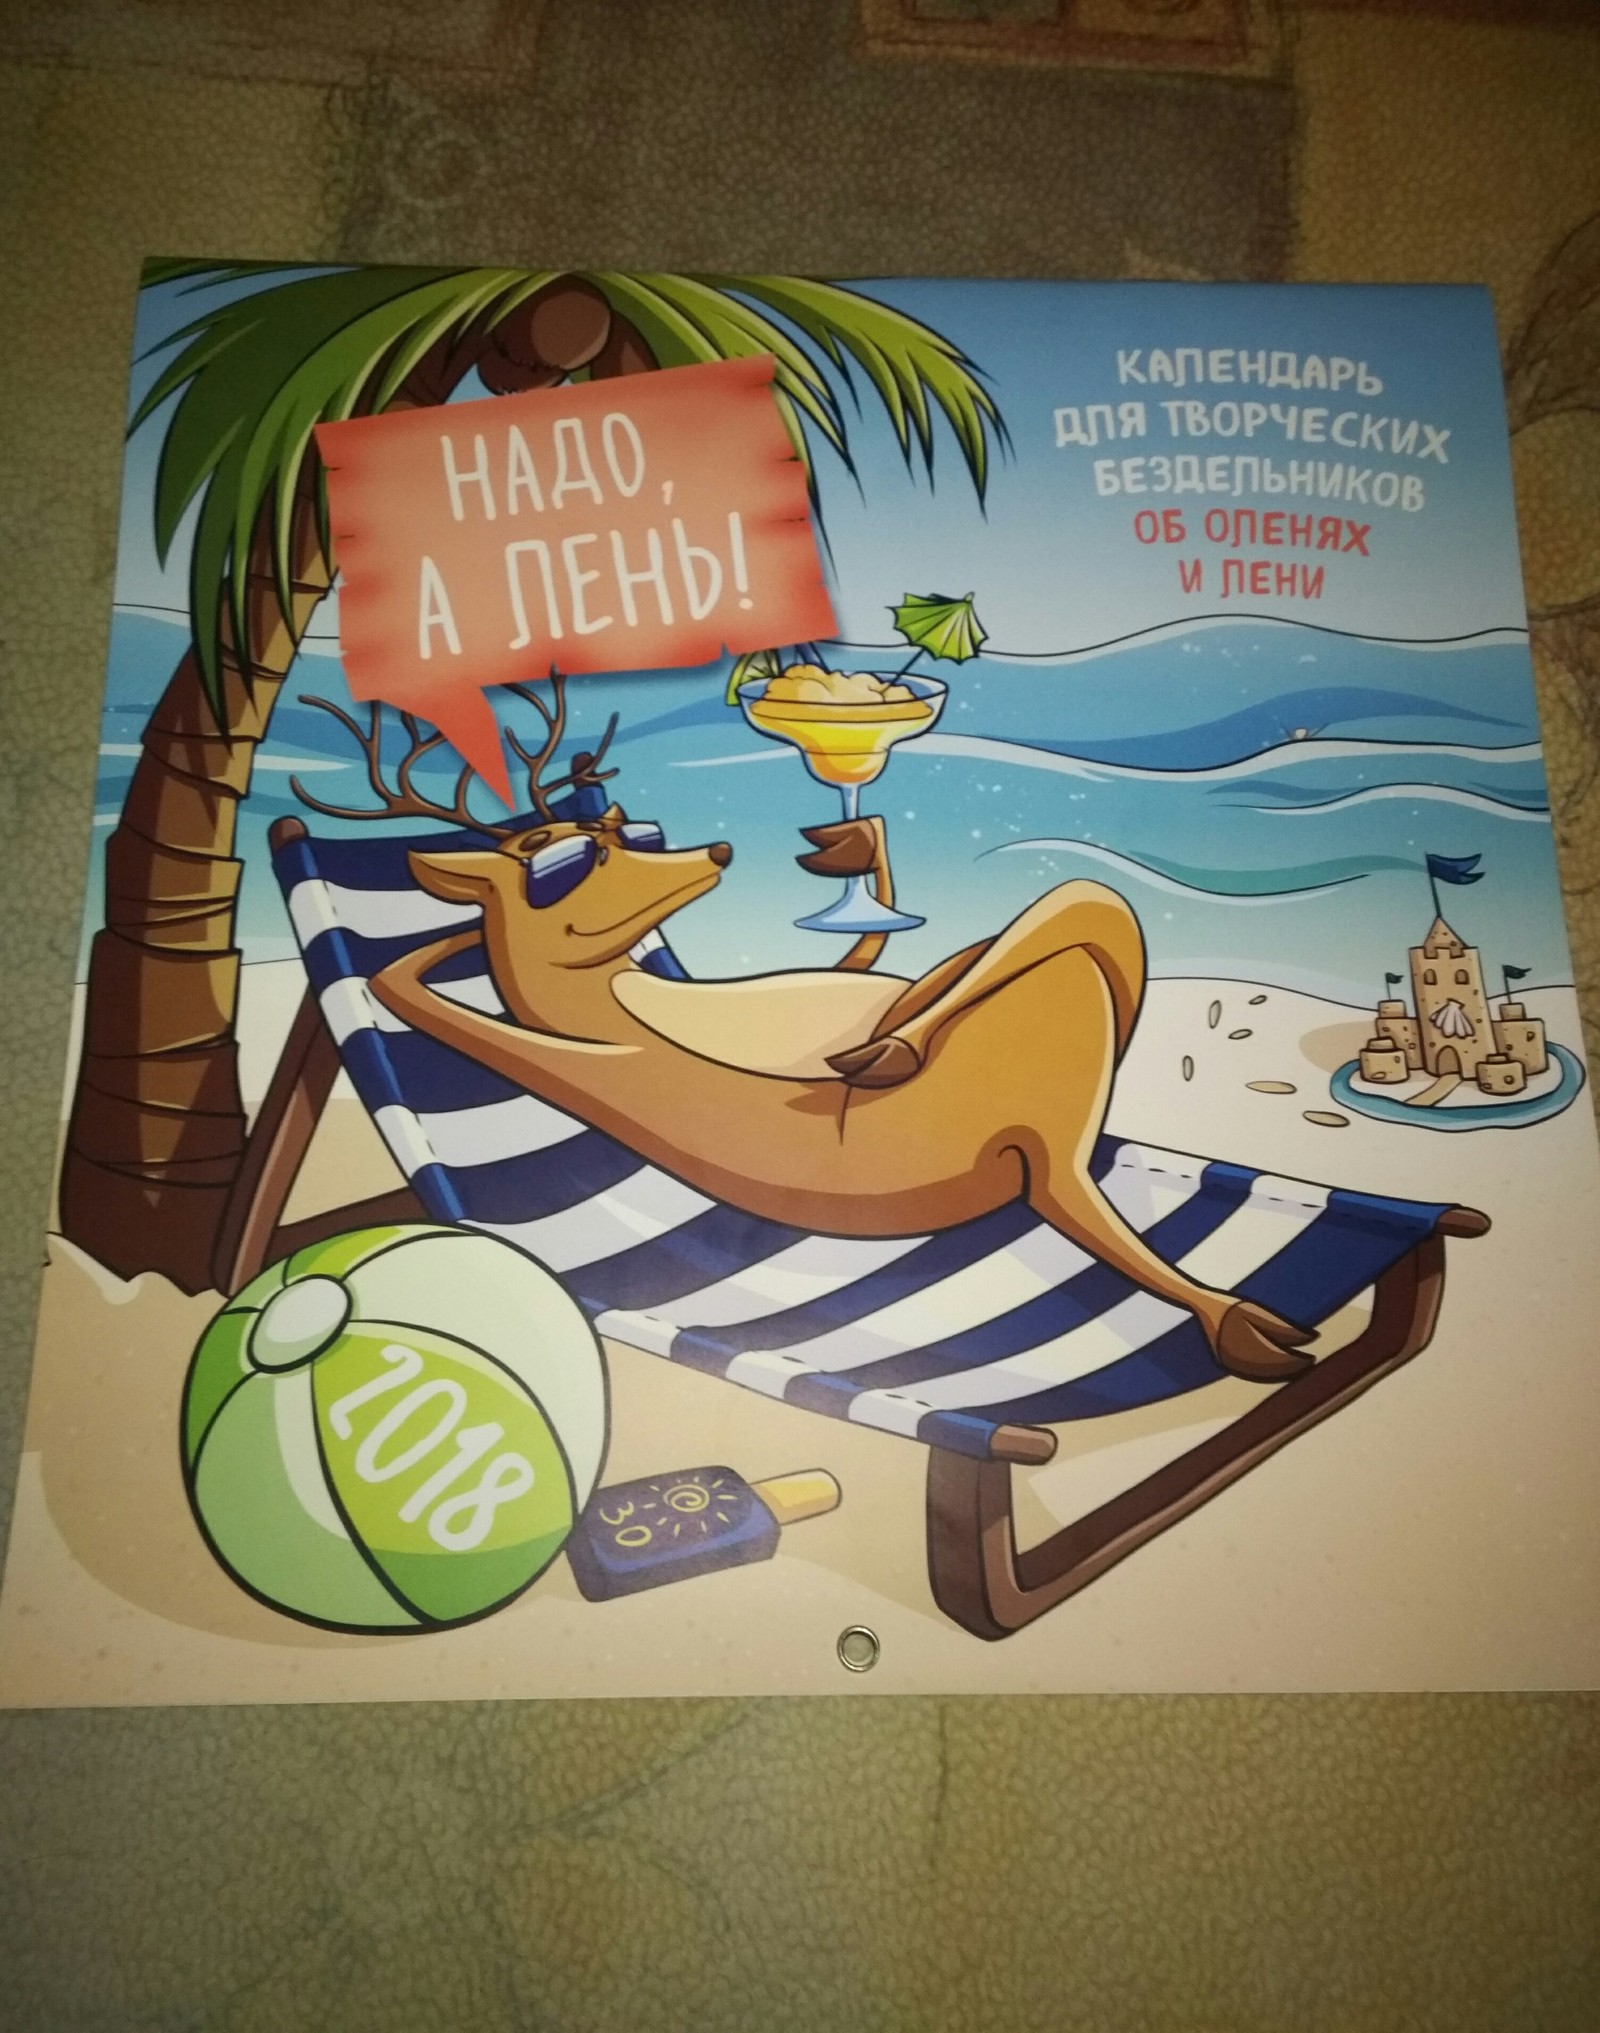 НАДО,
А ЛЕНЬ!
КАЛЕНДАРЬ
ДЛЯ ТВОРЧЕСКИХ
БЕЗДЕЛЬНИКОВ
ОБ ОЛЕНЯХ
И ЛЕНИ
2018
30